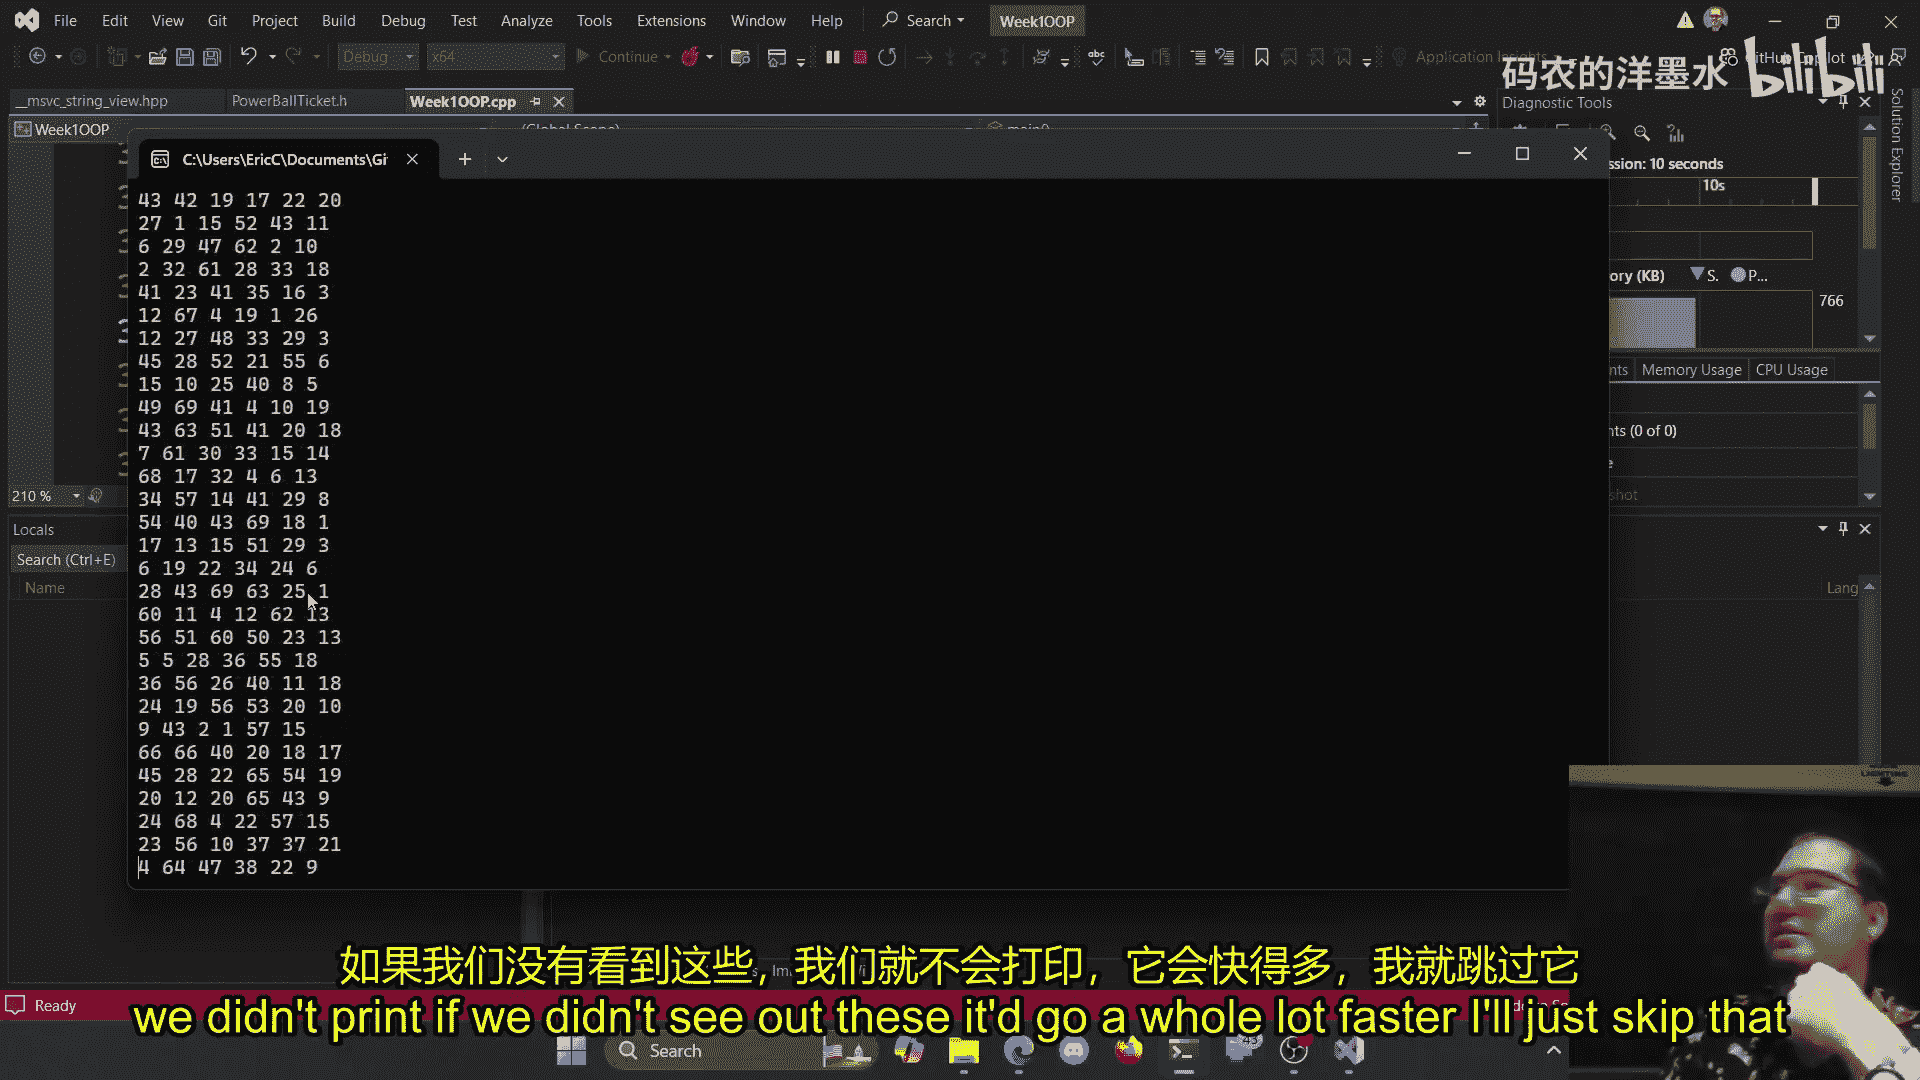 File Edit View Git Project Build Debug Test Analyze Tools Extensions Window Help Search Week1OOP
Debug x64 Continue Application Insights
码农的洋墨水 bilibili
__msvc_string_view.hpp PowerBallTicket.h Week1OOP.cpp
Diagnostic Tools
Solution Explorer
Week1OOP (Global Scope) main()
C:\Users\EricC\Documents\Gi
ssion: 10 seconds
10s
43 42 19 17 22 20
27 1 15 52 43 11
6 29 47 62 2 10
2 32 61 28 33 18
41 23 41 35 16 3
12 67 4 19 1 26
12 27 48 33 29 3
45 28 52 21 55 6
15 10 25 40 8 5
49 69 41 4 10 19
43 63 51 41 20 18
7 61 30 33 15 14
68 17 32 4 6 13
34 57 14 41 29 8
54 40 43 69 18 1
17 13 15 51 29 3
6 19 22 34 24 6
28 43 69 63 25 1
60 11 4 12 62 13
56 51 60 50 23 13
5 5 28 36 55 18
36 56 26 40 11 18
24 19 56 53 20 10
9 43 2 1 57 15
66 66 40 20 18 17
45 28 22 65 54 19
20 12 20 65 43 9
24 68 4 22 57 15
23 56 10 37 37 21
4 64 47 38 22 9
ory (KB) S. P...
766
nts Memory Usage CPU Usage
nts (0 of 0)
shot
210 %
Locals
Search (Ctrl+E)
Name
Lang
如果我们没有看到这些，我们就不会打印，它会快得多，我就跳过它
Ready
we didn't print if we didn't see out these it'd go a whole lot faster I'll just skip that
Search